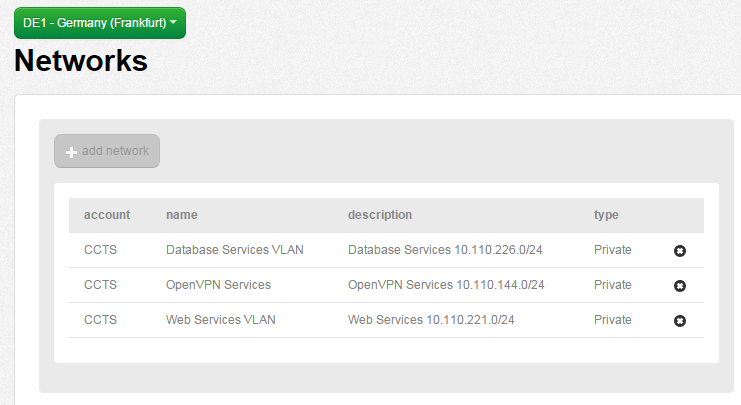 DE1 - Germany (Frankfurt)
Networks
add network
account name description type
CCTS Database Services VLAN Database Services 10.110.226.0/24 Private
CCTS OpenVPN Services OpenVPN Services 10.110.144.0/24 Private
CCTS Web Services VLAN Web Services 10.110.221.0/24 Private